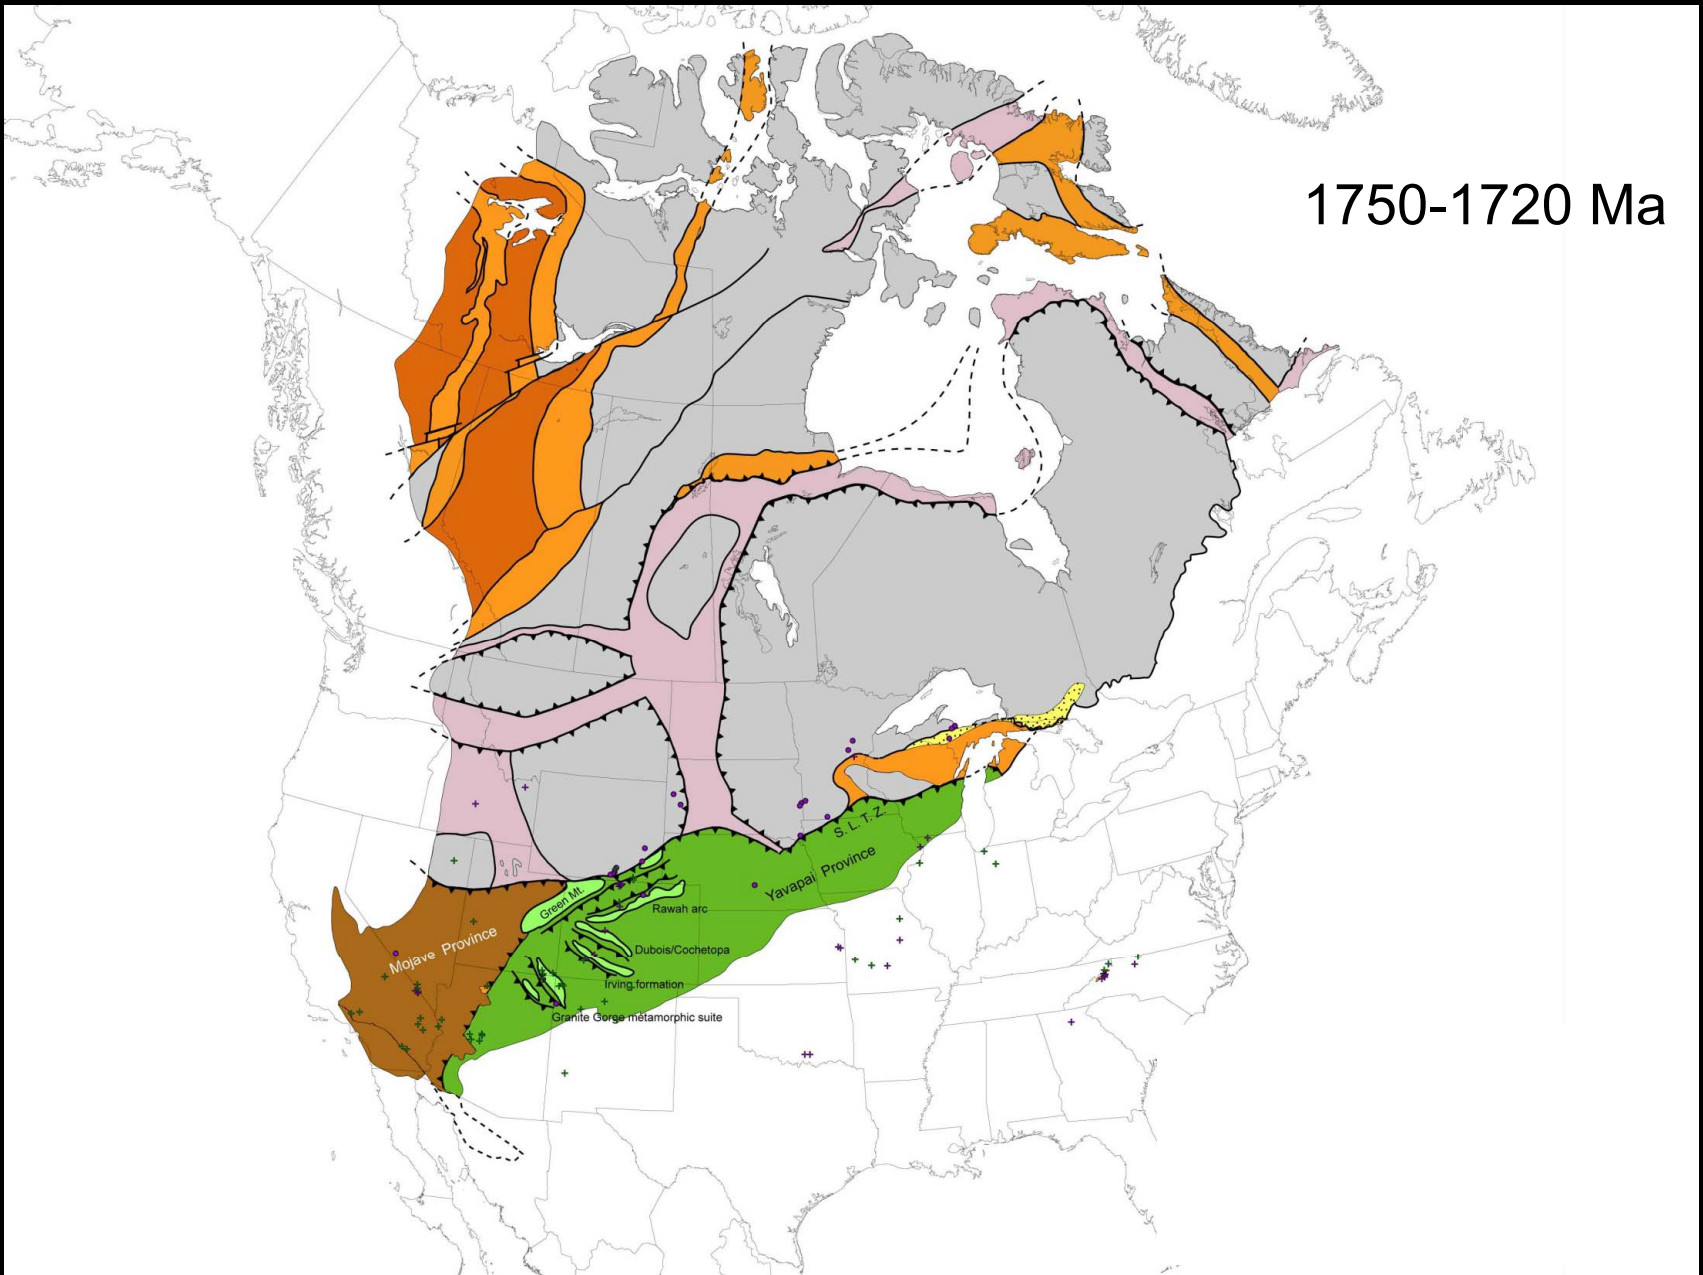 1750-1720 Ma
S. L. T. Z.
Yavapai Province
Green Mt.
Rawah arc
Mojave Province
Dubois/Cochetopa
Irving formation
Granite Gorge metamorphic suite